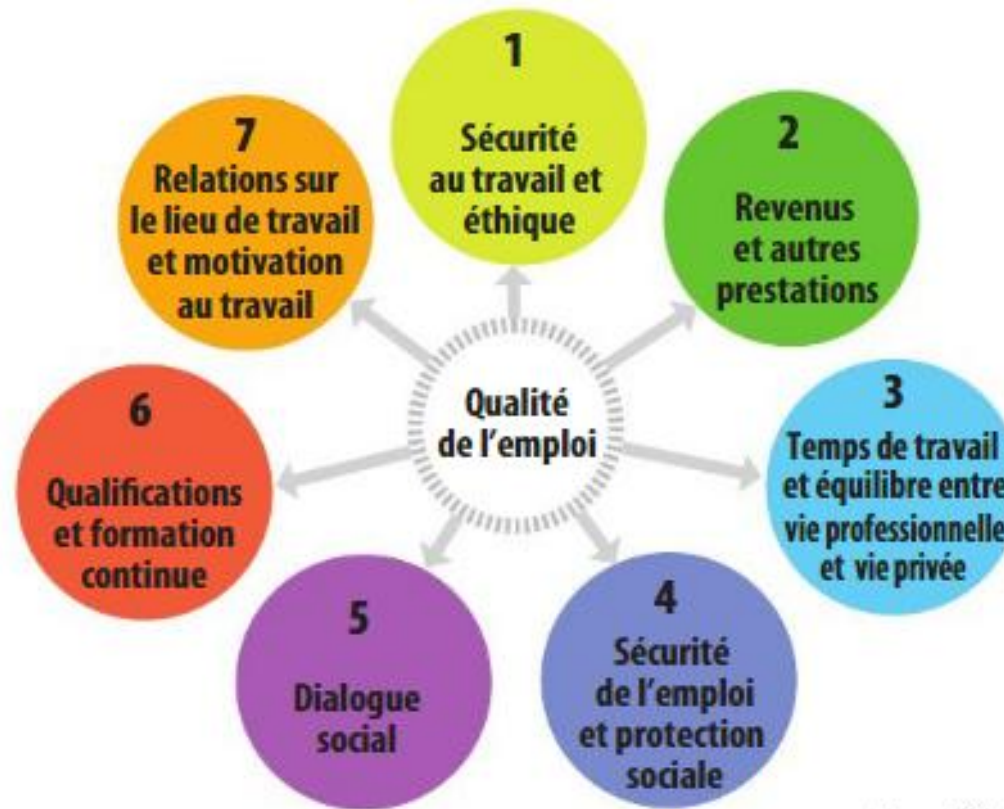 1
Sécurité
au travail et
éthique
2
Revenus
et autres
prestations
3
Temps de travail
et équilibre entre
vie professionnelle
et vie privée
4
Sécurité
de l'emploi
et protection
sociale
5
Dialogue
social
6
Qualifications
et formation
continue
7
Relations sur
le lieu de travail
et motivation
au travail
Qualité
de l'emploi